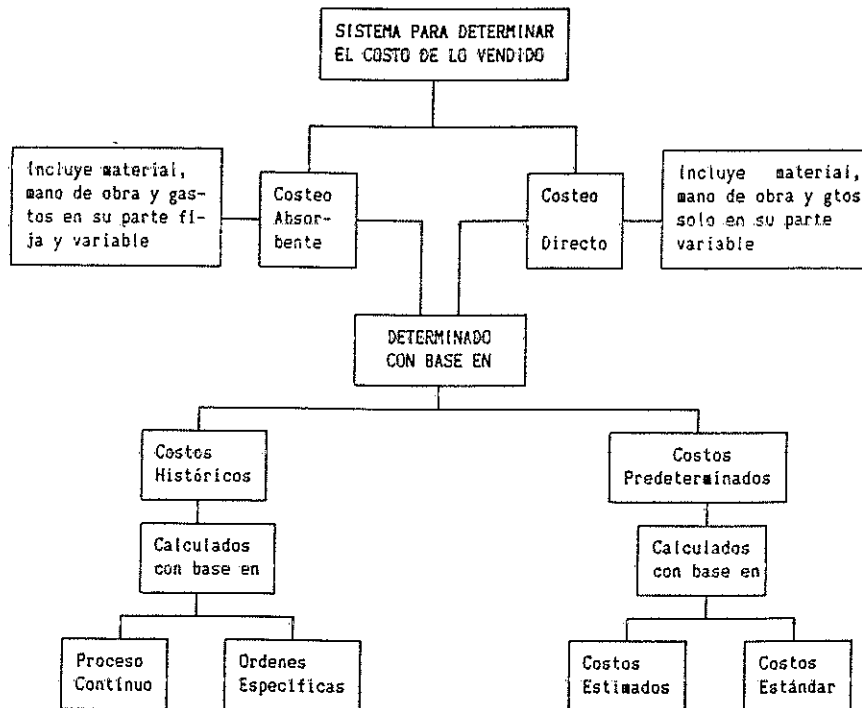 SISTEMA PARA DETERMINAR
EL COSTO DE LO VENDIDO
Incluye material,
mano de obra y gas-
tos en su parte fi-
ja y variable
Costeo
Absor-
bente
Costeo
Directo
Incluye material,
mano de obra y gtos
solo en su parte
variable
DETERMINADO
CON BASE EN
Costos
Históricos
Costos
Predeterminados
Calculados
con base en
Calculados
con base en
Proceso
Contínuo
Ordenes
Específicas
Costos
Estimados
Costos
Estándar